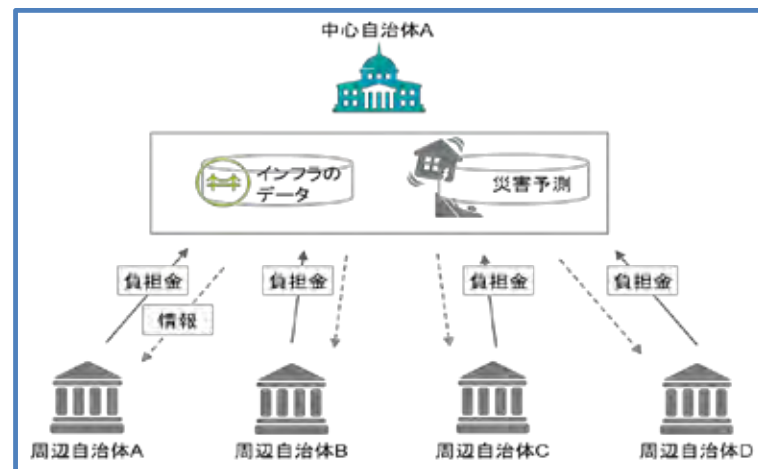 中心自治体A
インフラの
データ
災害予測
負担金
負担金
負担金
負担金
情報
周辺自治体A
周辺自治体B
周辺自治体C
周辺自治体D